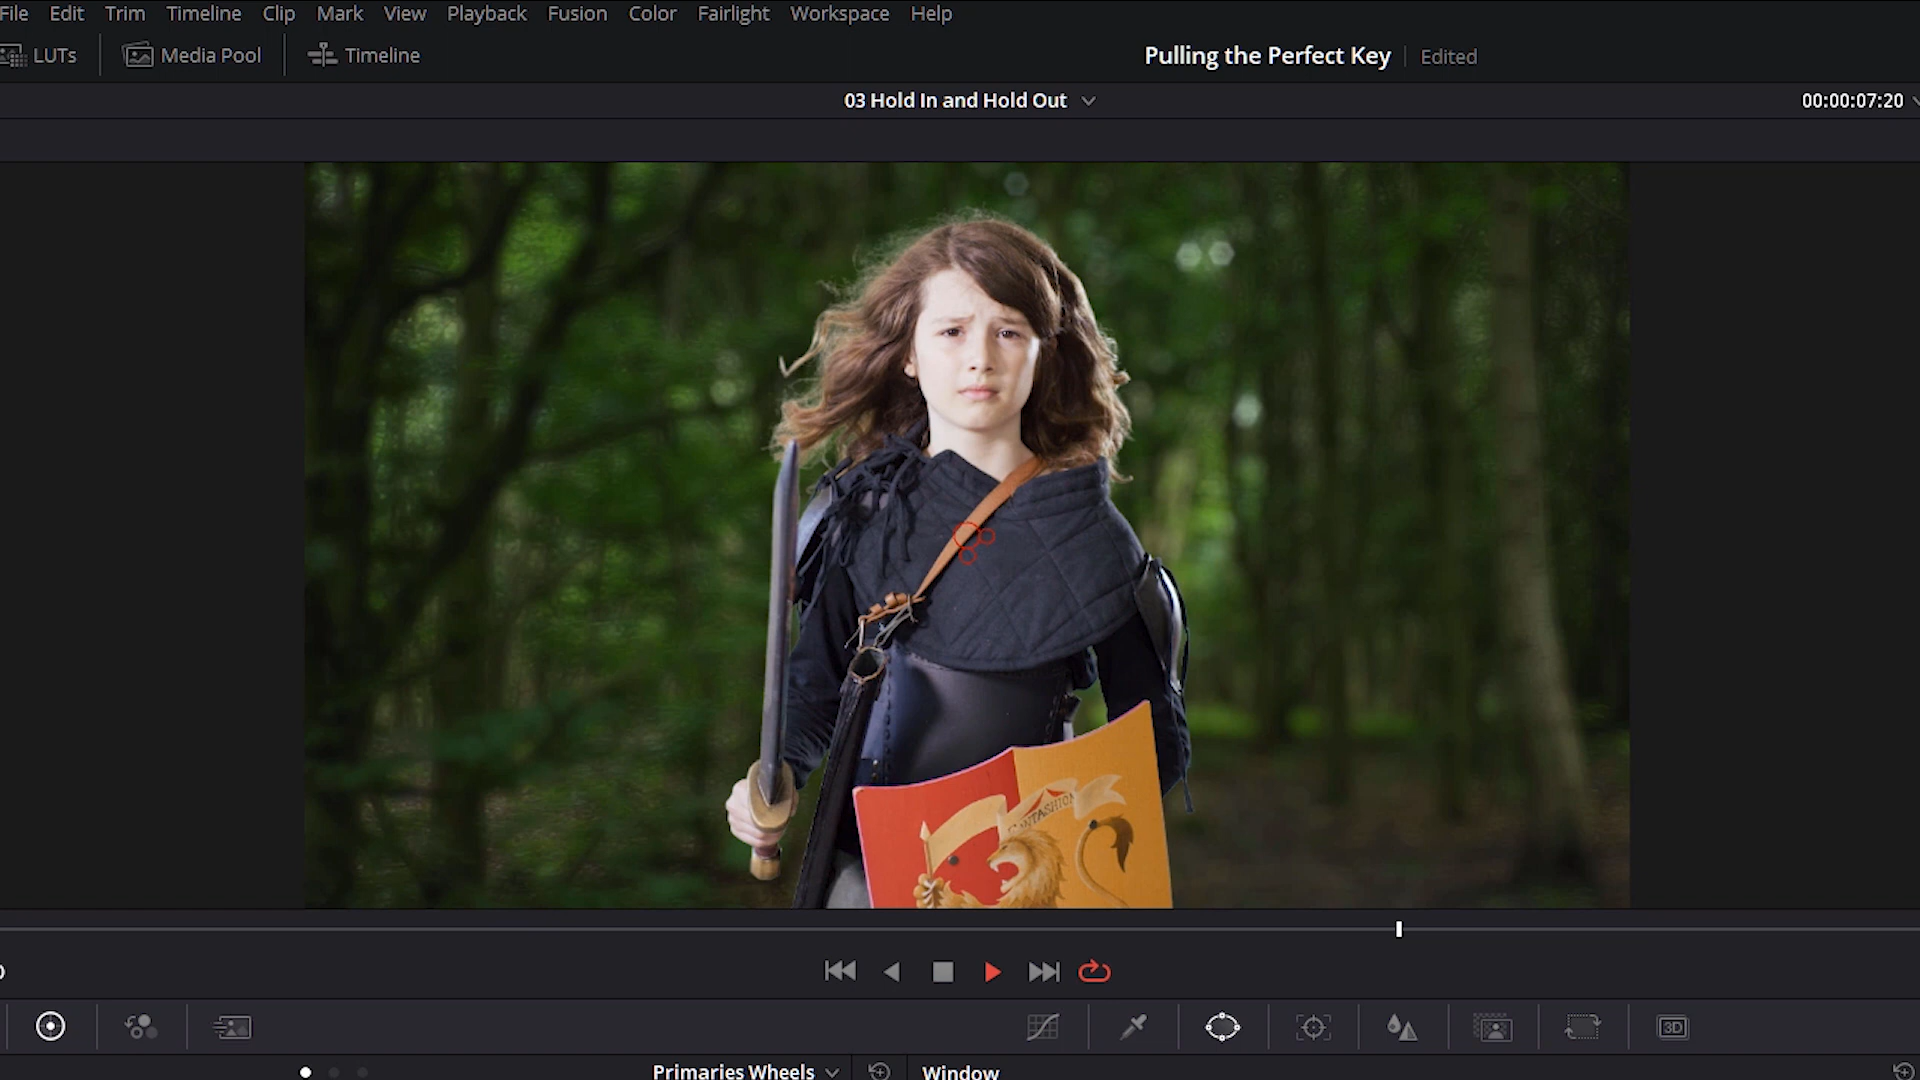 File Edit Trim Timeline Clip Mark View Playback Fusion Color Fairlight Workspace Help
LUTs Media Pool Timeline Pulling the Perfect Key Edited
03 Hold In and Hold Out 00:00:07:20
FANTASHION
3D
Primaries Wheels Window